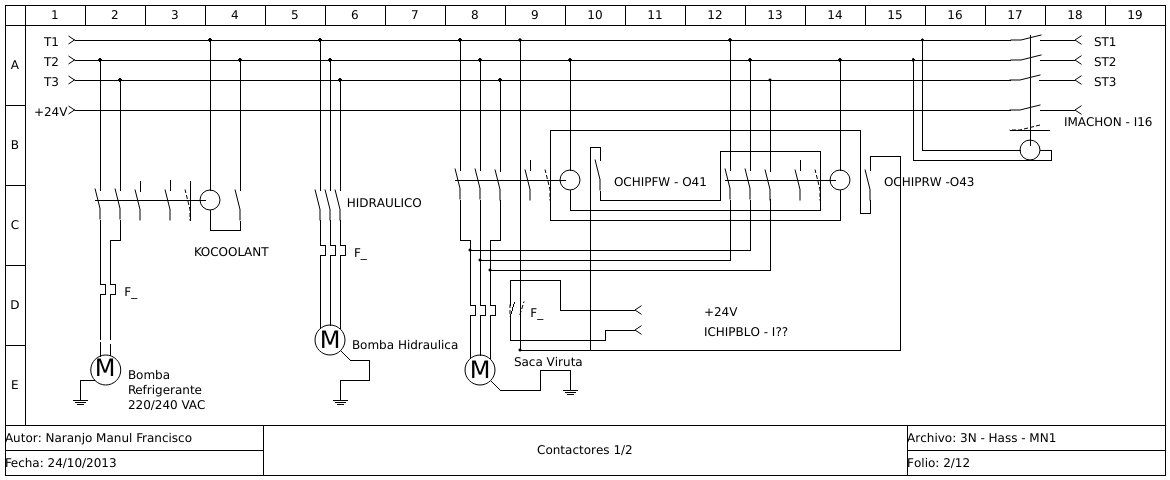 1 2 3 4 5 6 7 8 9 10 11 12 13 14 15 16 17 18 19
A
T1
ST1
T2
ST2
T3
ST3
+24V
IMACHON - I16
B
OCHIPFW - O41
OCHIPRW -O43
HIDRAULICO
C
KOCOOLANT
F_
D
F_
F_
+24V
ICHIPBLO - I??
M
Bomba Hidraulica
Saca Viruta
M
M
E
Bomba
Refrigerante
220/240 VAC
Autor: Naranjo Manul Francisco
Contactores 1/2
Archivo: 3N - Hass - MN1
Fecha: 24/10/2013
Folio: 2/12